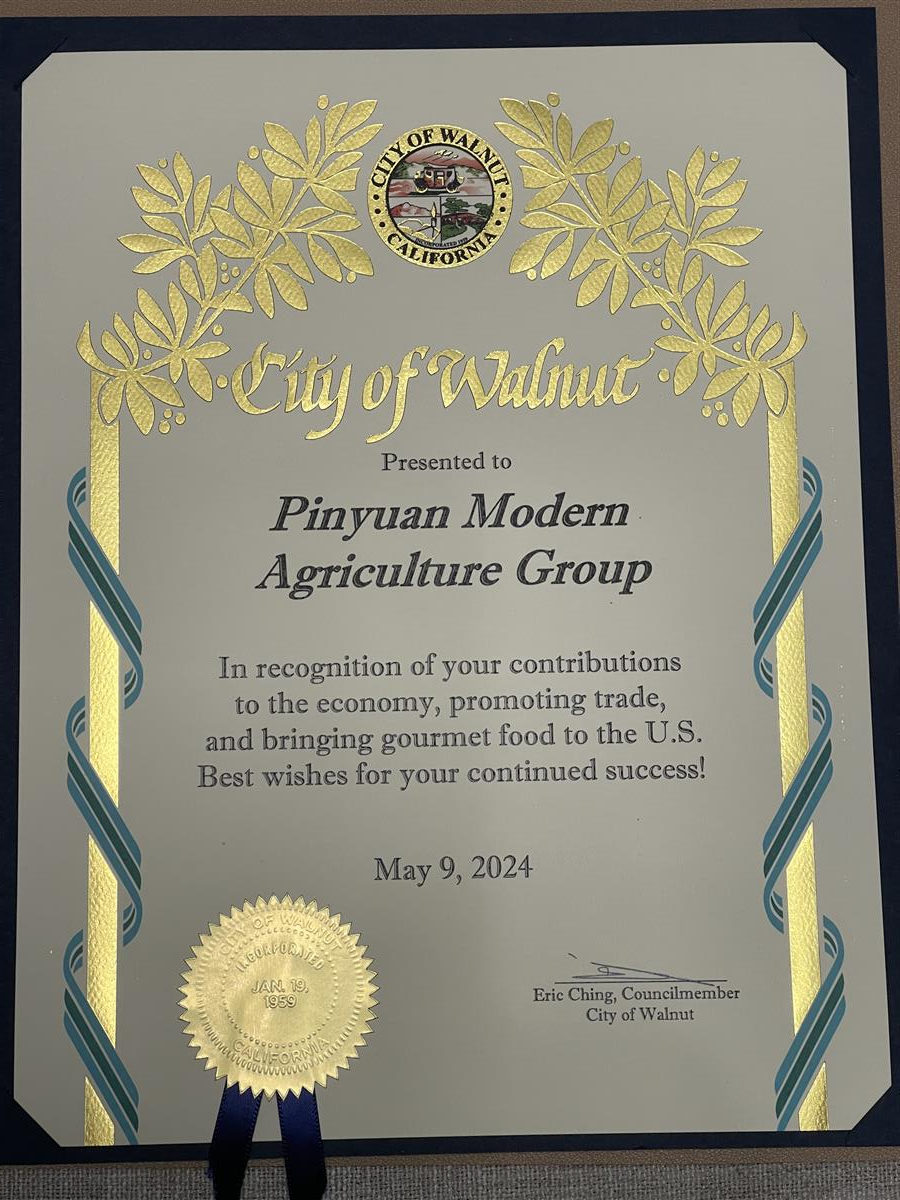 CITY OF WALNUT
CALIFORNIA
City of Walnut
Presented to
Pinyuan Modern
Agriculture Group
In recognition of your contributions
to the economy, promoting trade,
and bringing gourmet food to the U.S.
Best wishes for your continued success!
May 9, 2024
CITY OF WALNUT
INCORPORATED
JAN. 19,
1959
CALIFORNIA
Eric Ching, Councilmember
City of Walnut